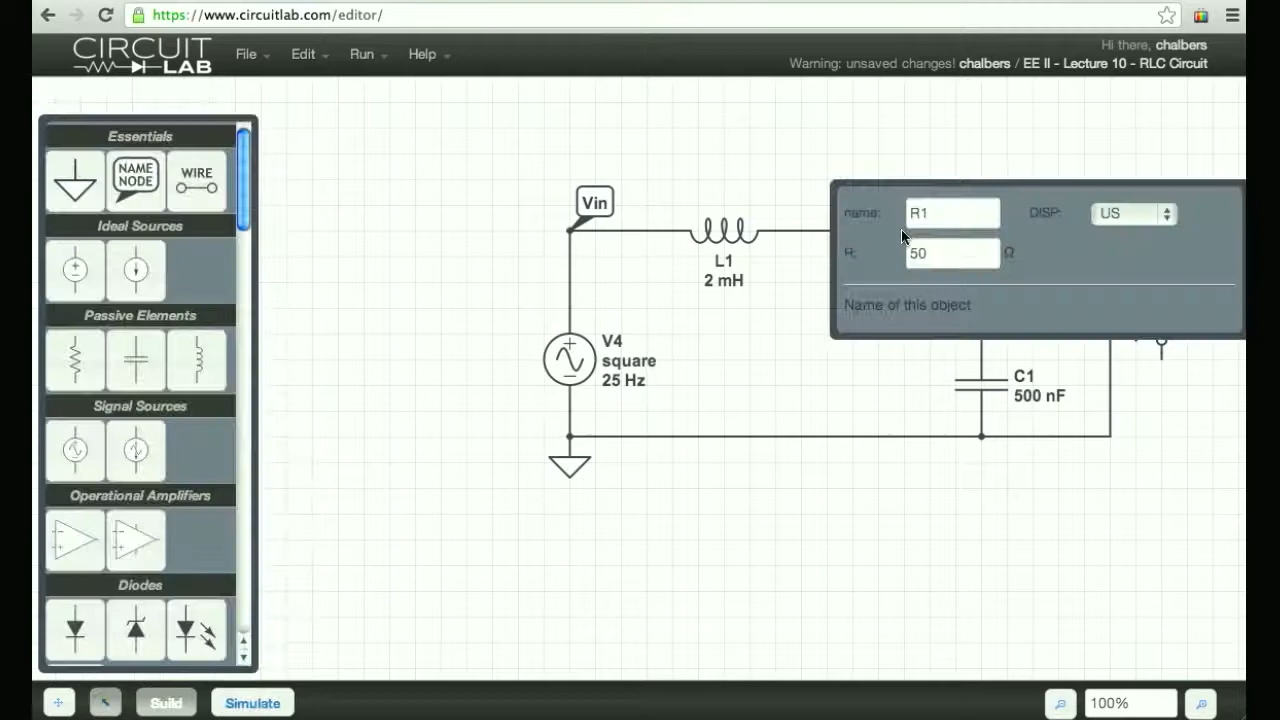 https://www.circuitlab.com/editor/
CIRCUIT LAB
File Edit Run Help
Hi there, chalbers
Warning: unsaved changes! chalbers / EE II - Lecture 10 - RLC Circuit
Essentials
NAME NODE
WIRE
Ideal Sources
Passive Elements
Signal Sources
Operational Amplifiers
Diodes
Vin
L1
2 mH
V4
square
25 Hz
name: R1 DISP: US
R: 50 Ω
Name of this object
C1
500 nF
Build Simulate 100%